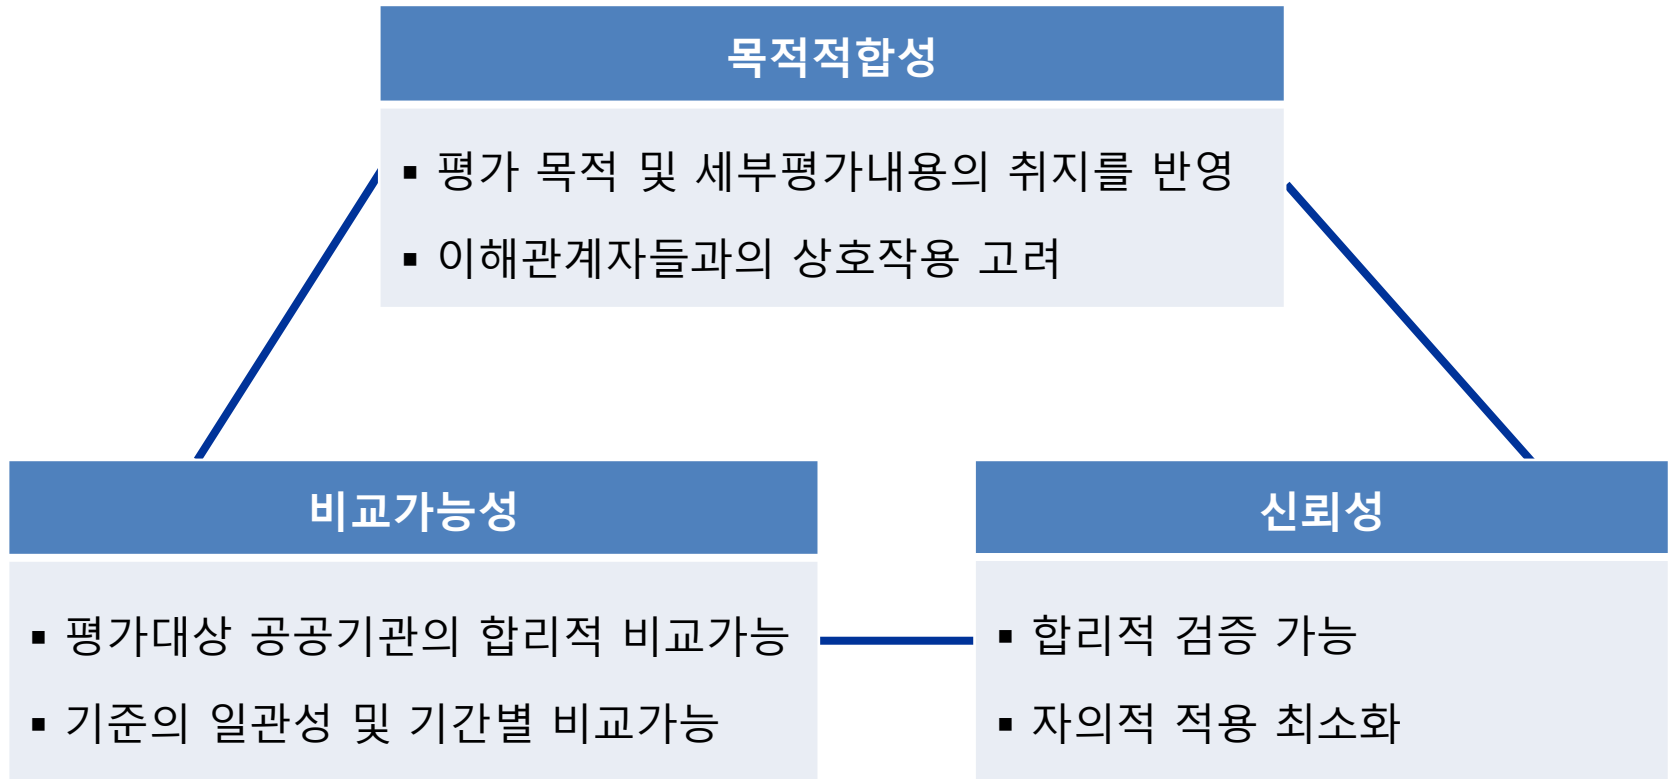 목적적합성
▪ 평가 목적 및 세부평가내용의 취지를 반영
▪ 이해관계자들과의 상호작용 고려
비교가능성
▪ 평가대상 공공기관의 합리적 비교가능
▪ 기준의 일관성 및 기간별 비교가능
신뢰성
▪ 합리적 검증 가능
▪ 자의적 적용 최소화